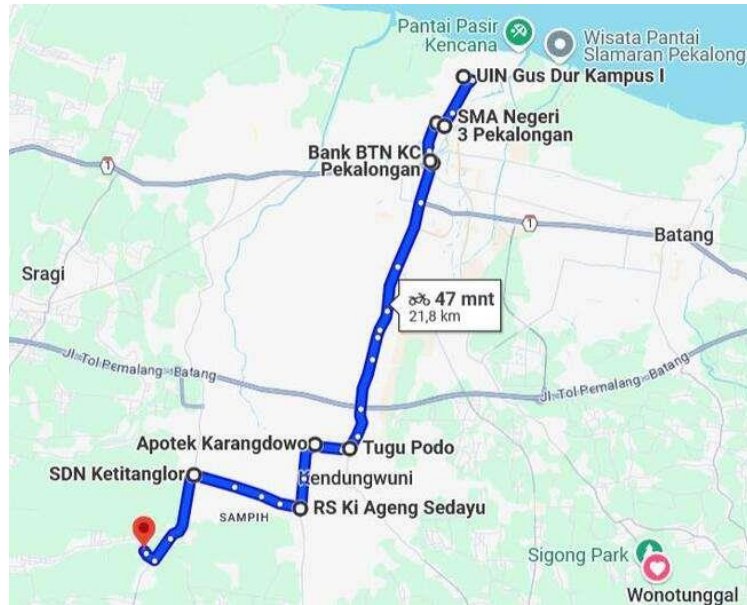 Pantai Pasir
Kencana
Wisata Pantai
Slamaran Pekalong
UIN Gus Dur Kampus I
SMA Negeri
3 Pekalongan
Bank BTN KC
Pekalongan
1
1
Batang
Sragi
47 mnt
21,8 km
Jl. Tol Pemalang - Batang
Jl. Tol Pemalang - Batang
Apotek Karangdowo
Tugu Podo
SDN Ketitanglor
Kendungwuni
RS Ki Ageng Sedayu
SAMPIH
Sigong Park
Wonotunggal